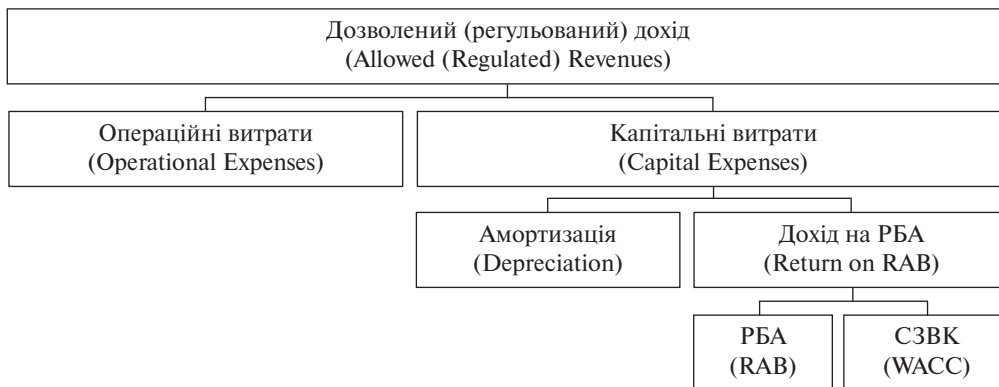 Дозволений (регульований) дохід
(Allowed (Regulated) Revenues)
Операційні витрати
(Operational Expenses)
Капітальні витрати
(Capital Expenses)
Амортизація
(Depreciation)
Дохід на РБА
(Return on RAB)
РБА
(RAB)
СЗВК
(WACC)